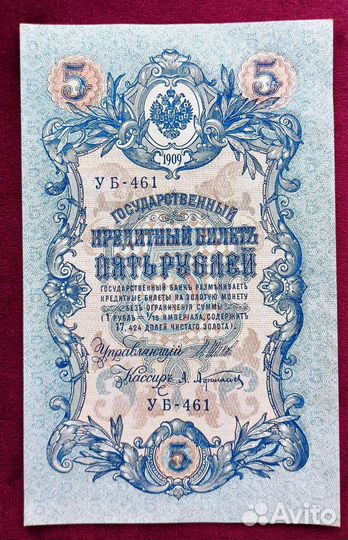 5 5
1909
УБ-461
ГОСУДАРСТВЕННЫЙ
КРЕДИТНЫЙ БИЛЕТЪ
ПЯТЬ РУБЛЕЙ
ГОСУДАРСТВЕННЫЙ БАНКЪ РАЗМѢНИВАЕТЪ
КРЕДИТНЫЕ БИЛЕТЫ НА ЗОЛОТУЮ МОНЕТУ
БЕЗЪ ОГРАНИЧЕНІЯ СУММЫ
(1 РУБЛЬ = 1/15 ИМПЕРІАЛА, СОДЕРЖИТЪ
17,424 ДОЛЕЙ ЧИСТАГО ЗОЛОТА).
Управляющій
Кассиръ
УБ-461
5
Avito